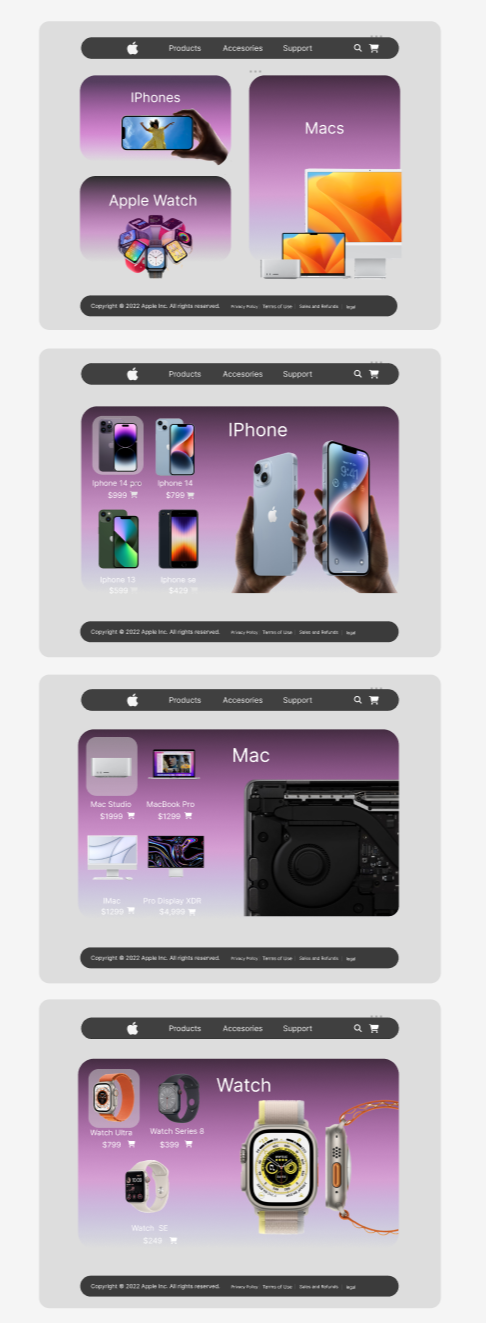 Products Accesories Support
IPhones
Macs
Apple Watch
Copyright © 2022 Apple Inc. All rights reserved. Privacy Policy Terms of Use Sales and Refunds legal
Products Accesories Support
IPhone
9:41
Iphone 14 pro Iphone 14
$999 $799
Iphone 13 Iphone se
$599 $429
Copyright © 2022 Apple Inc. All rights reserved. Privacy Policy Terms of Use Sales and Refunds legal
Products Accesories Support
Mac
Mac Studio MacBook Pro
$1999 $1299
IMac Pro Display XDR
$1299 $4,999
Copyright © 2022 Apple Inc. All rights reserved. Privacy Policy Terms of Use Sales and Refunds legal
Products Accesories Support
Watch
Watch Ultra Watch Series 8
$799 $399
Watch SE
$249
Copyright © 2022 Apple Inc. All rights reserved. Privacy Policy Terms of Use Sales and Refunds legal